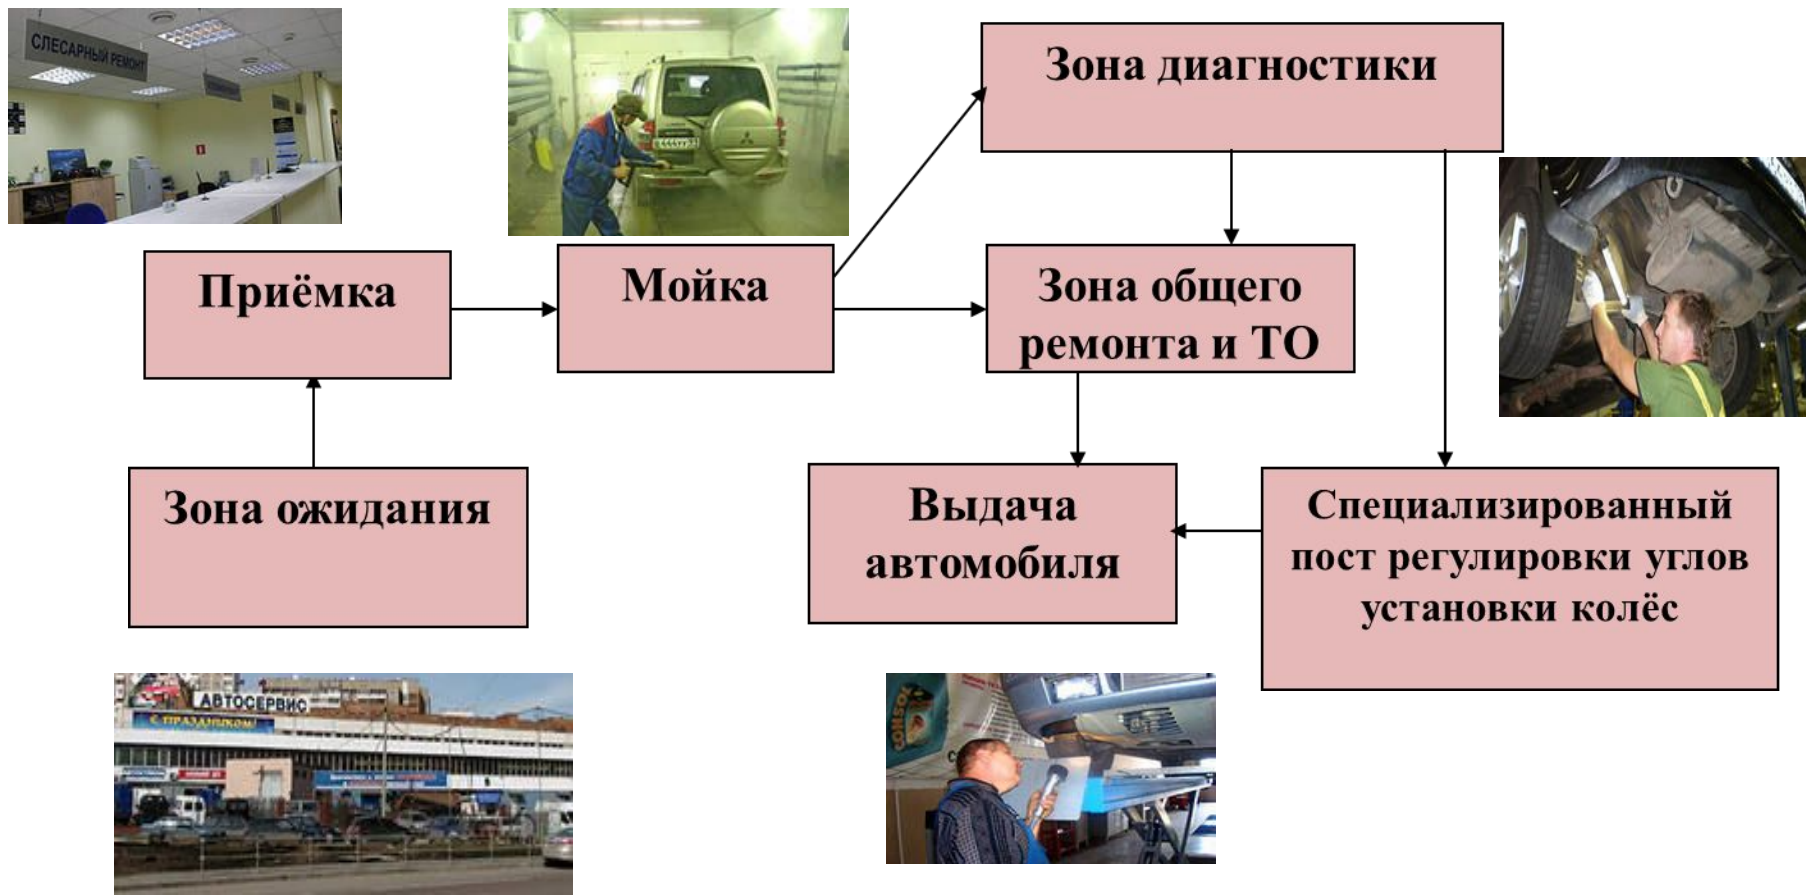 СЛЕСАРНЫЙ РЕМОНТ
Зона диагностики
Приёмка
Мойка
Зона общего
ремонта и ТО
Зона ожидания
Выдача
автомобиля
Специализированный
пост регулировки углов
установки колёс
АВТОСЕРВИС
С ПРАЗДНИКОМ!